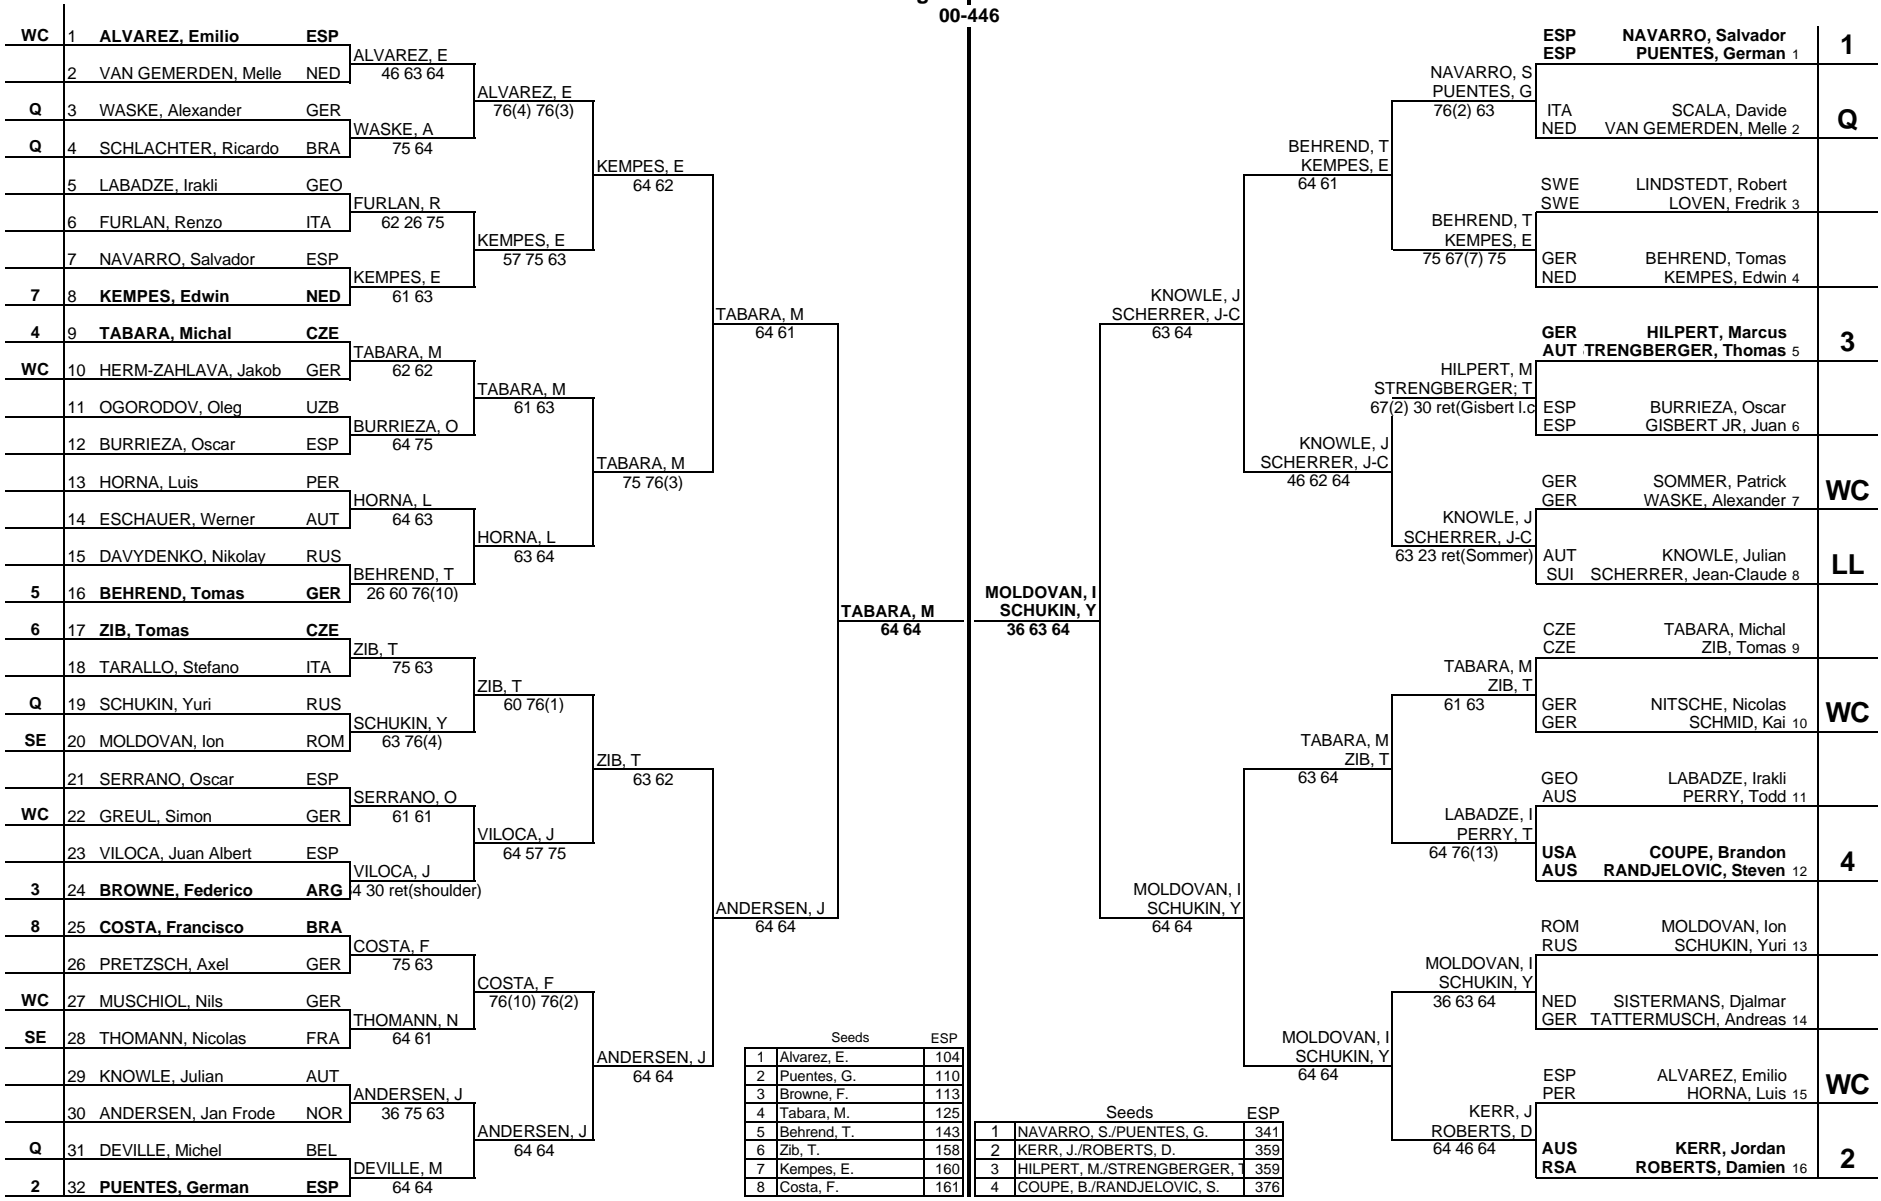 00-446
WC 1 ALVAREZ, Emilio ESP
2 VAN GEMERDEN, Melle NED
Q 3 WASKE, Alexander GER
Q 4 SCHLACHTER, Ricardo BRA
5 LABADZE, Irakli GEO
6 FURLAN, Renzo ITA
7 NAVARRO, Salvador ESP
7 8 KEMPES, Edwin NED
4 9 TABARA, Michal CZE
WC 10 HERM-ZAHLAVA, Jakob GER
11 OGORODOV, Oleg UZB
12 BURRIEZA, Oscar ESP
13 HORNA, Luis PER
14 ESCHAUER, Werner AUT
15 DAVYDENKO, Nikolay RUS
5 16 BEHREND, Tomas GER
6 17 ZIB, Tomas CZE
18 TARALLO, Stefano ITA
Q 19 SCHUKIN, Yuri RUS
SE 20 MOLDOVAN, Ion ROM
21 SERRANO, Oscar ESP
WC 22 GREUL, Simon GER
23 VILOCA, Juan Albert ESP
3 24 BROWNE, Federico ARG
8 25 COSTA, Francisco BRA
26 PRETZSCH, Axel GER
WC 27 MUSCHIOL, Nils GER
SE 28 THOMANN, Nicolas FRA
29 KNOWLE, Julian AUT
30 ANDERSEN, Jan Frode NOR
Q 31 DEVILLE, Michel BEL
2 32 PUENTES, German ESP
ALVAREZ, E
46 63 64
WASKE, A
75 64
FURLAN, R
62 26 75
KEMPES, E
61 63
TABARA, M
62 62
BURRIEZA, O
64 75
HORNA, L
64 63
BEHREND, T
26 60 76(10)
ZIB, T
75 63
SCHUKIN, Y
63 76(4)
SERRANO, O
61 61
VILOCA, J
4 30 ret(shoulder)
COSTA, F
75 63
THOMANN, N
64 61
ANDERSEN, J
36 75 63
DEVILLE, M
64 64
ALVAREZ, E
76(4) 76(3)
KEMPES, E
57 75 63
TABARA, M
61 63
HORNA, L
63 64
ZIB, T
60 76(1)
VILOCA, J
64 57 75
COSTA, F
76(10) 76(2)
ANDERSEN, J
64 64
KEMPES, E
64 62
TABARA, M
75 76(3)
ZIB, T
63 62
ANDERSEN, J
64 64
TABARA, M
64 61
ANDERSEN, J
64 64
TABARA, M
64 64
Seeds ESP
1 Alvarez, E. 104
2 Puentes, G. 110
3 Browne, F. 113
4 Tabara, M. 125
5 Behrend, T. 143
6 Zib, T. 158
7 Kempes, E. 160
8 Costa, F. 161
MOLDOVAN, I
SCHUKIN, Y
36 63 64
KNOWLE, J
SCHERRER, J-C
63 64
MOLDOVAN, I
SCHUKIN, Y
64 64
BEHREND, T
KEMPES, E
64 61
KNOWLE, J
SCHERRER, J-C
46 62 64
TABARA, M
ZIB, T
63 64
MOLDOVAN, I
SCHUKIN, Y
64 64
NAVARRO, S
PUENTES, G
76(2) 63
BEHREND, T
KEMPES, E
75 67(7) 75
HILPERT, M
STRENGBERGER; T
67(2) 30 ret(Gisbert l.c
KNOWLE, J
SCHERRER, J-C
63 23 ret(Sommer)
TABARA, M
ZIB, T
61 63
LABADZE, I
PERRY, T
64 76(13)
MOLDOVAN, I
SCHUKIN, Y
36 63 64
KERR, J
ROBERTS, D
64 46 64
ESP NAVARRO, Salvador
ESP PUENTES, German 1
1
ITA SCALA, Davide
NED VAN GEMERDEN, Melle 2
Q
SWE LINDSTEDT, Robert
SWE LOVEN, Fredrik 3
GER BEHREND, Tomas
NED KEMPES, Edwin 4
GER HILPERT, Marcus
AUT TRENGBERGER, Thomas 5
3
ESP BURRIEZA, Oscar
ESP GISBERT JR, Juan 6
GER SOMMER, Patrick
GER WASKE, Alexander 7
WC
AUT KNOWLE, Julian
SUI SCHERRER, Jean-Claude 8
LL
CZE TABARA, Michal
CZE ZIB, Tomas 9
GER NITSCHE, Nicolas
GER SCHMID, Kai 10
WC
GEO LABADZE, Irakli
AUS PERRY, Todd 11
USA COUPE, Brandon
AUS RANDJELOVIC, Steven 12
4
ROM MOLDOVAN, Ion
RUS SCHUKIN, Yuri 13
NED SISTERMANS, Djalmar
GER TATTERMUSCH, Andreas 14
ESP ALVAREZ, Emilio
PER HORNA, Luis 15
WC
AUS KERR, Jordan
RSA ROBERTS, Damien 16
2
Seeds ESP
1 NAVARRO, S./PUENTES, G. 341
2 KERR, J./ROBERTS, D. 359
3 HILPERT, M./STRENGBERGER, T 359
4 COUPE, B./RANDJELOVIC, S. 376